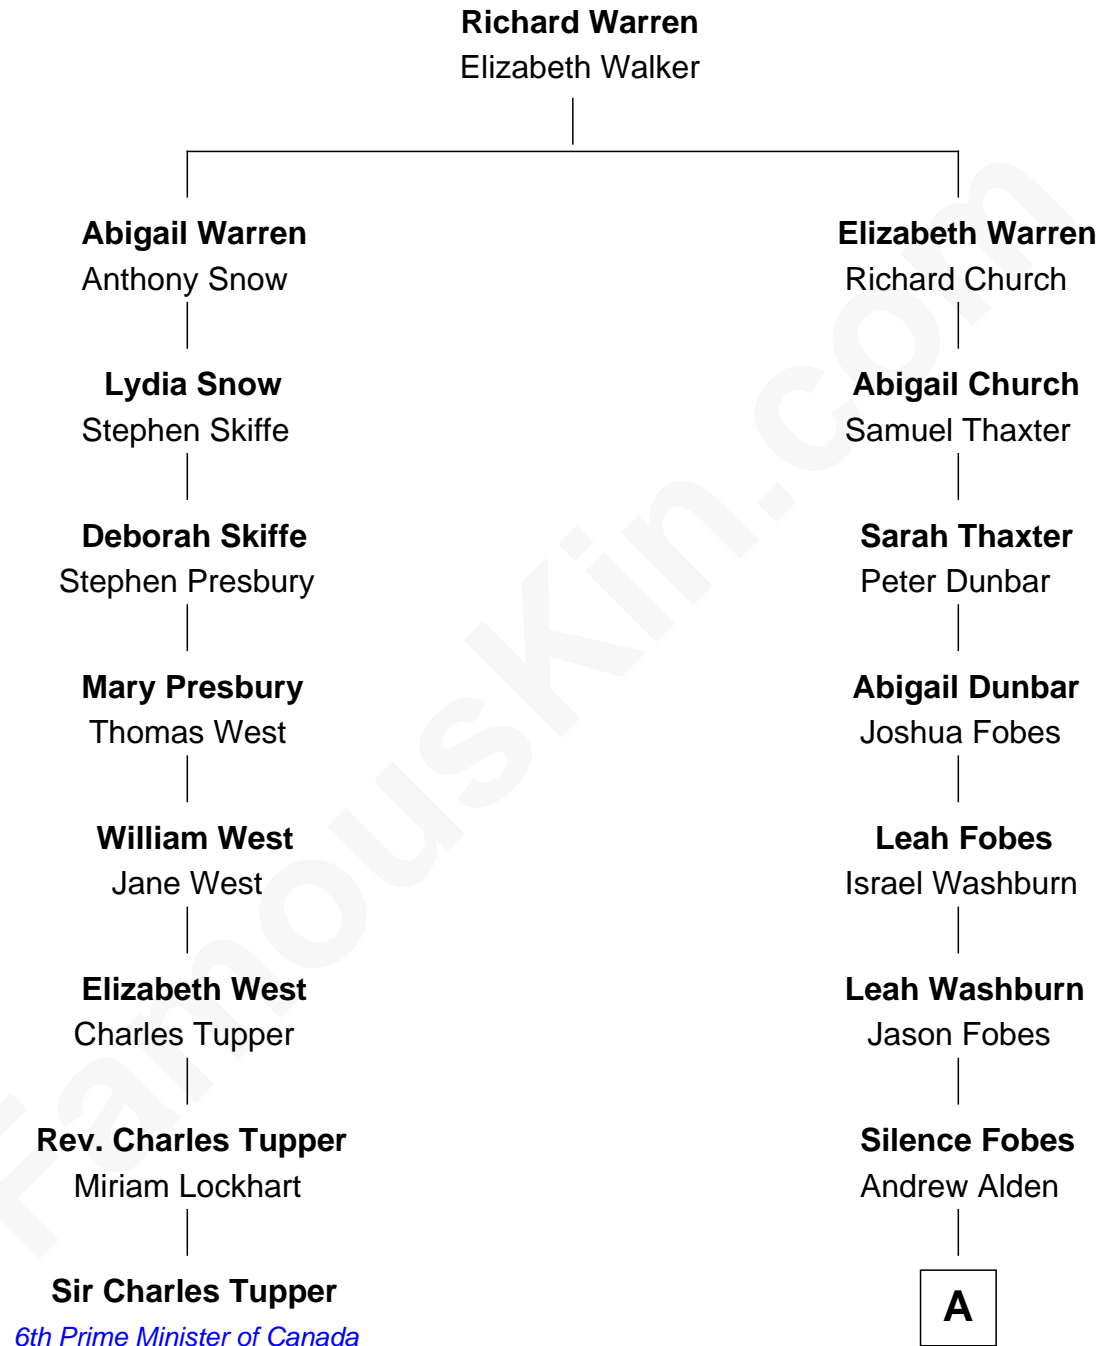 Richard Warren
Elizabeth Walker
Abigail Warren
Anthony Snow
Elizabeth Warren
Richard Church
Lydia Snow
Stephen Skiffe
Abigail Church
Samuel Thaxter
Deborah Skiffe
Stephen Presbury
Sarah Thaxter
Peter Dunbar
Mary Presbury
Thomas West
Abigail Dunbar
Joshua Fobes
William West
Jane West
Leah Fobes
Israel Washburn
Elizabeth West
Charles Tupper
Leah Washburn
Jason Fobes
Rev. Charles Tupper
Miriam Lockhart
Silence Fobes
Andrew Alden
Sir Charles Tupper
6th Prime Minister of Canada
A
FamousKin.com